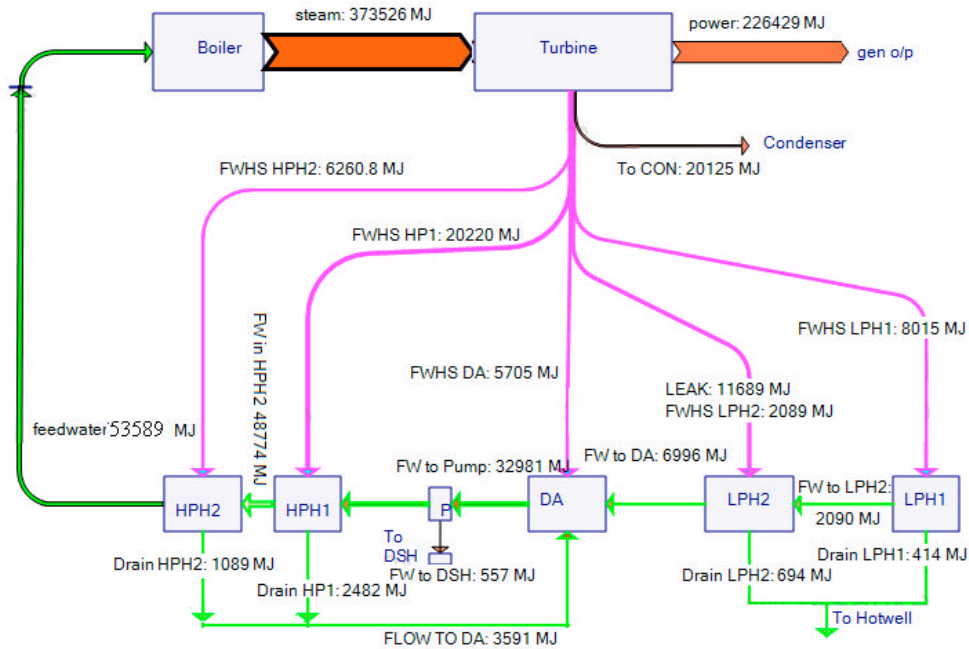 steam: 373526 MJ
power: 226429 MJ
Boiler
Turbine
gen o/p
Condenser
To CON: 20125 MJ
FWHS HPH2: 6260.8 MJ
FWHS HP1: 20220 MJ
FW in HPH2 48774 MJ
FWHS LPH1: 8015 MJ
FWHS DA: 5705 MJ
LEAK: 11689 MJ
FWHS LPH2: 2089 MJ
feedwater 53589 MJ
FW to Pump: 32981 MJ
FW to DA: 6996 MJ
FW to LPH2:
2090 MJ
HPH2
HPH1
P
DA
LPH2
LPH1
To
DSH
FW to DSH: 557 MJ
Drain HPH2: 1089 MJ
Drain HP1: 2482 MJ
Drain LPH1: 414 MJ
Drain LPH2: 694 MJ
To Hotwell
FLOW TO DA: 3591 MJ